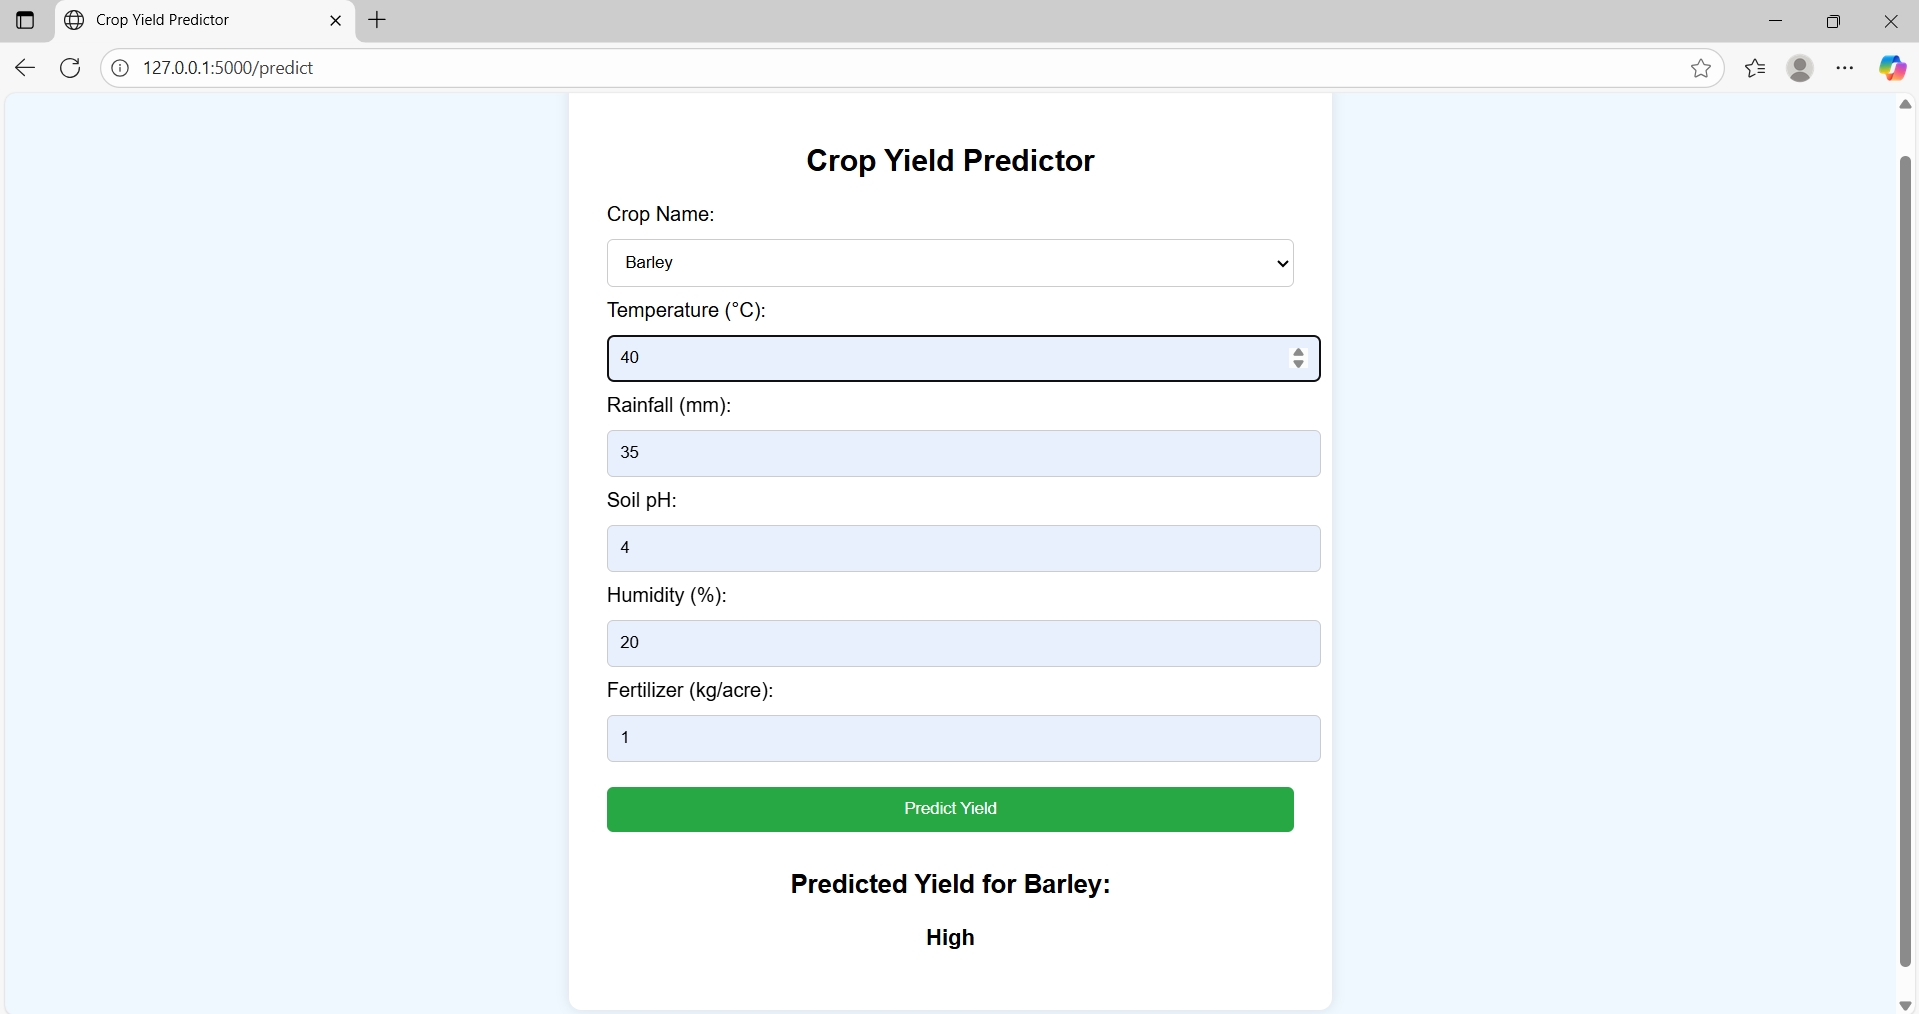 Crop Yield Predictor
127.0.0.1:5000/predict
Crop Yield Predictor
Crop Name:
Barley
Temperature (°C):
40
Rainfall (mm):
35
Soil pH:
4
Humidity (%):
20
Fertilizer (kg/acre):
1
Predict Yield
Predicted Yield for Barley:
High